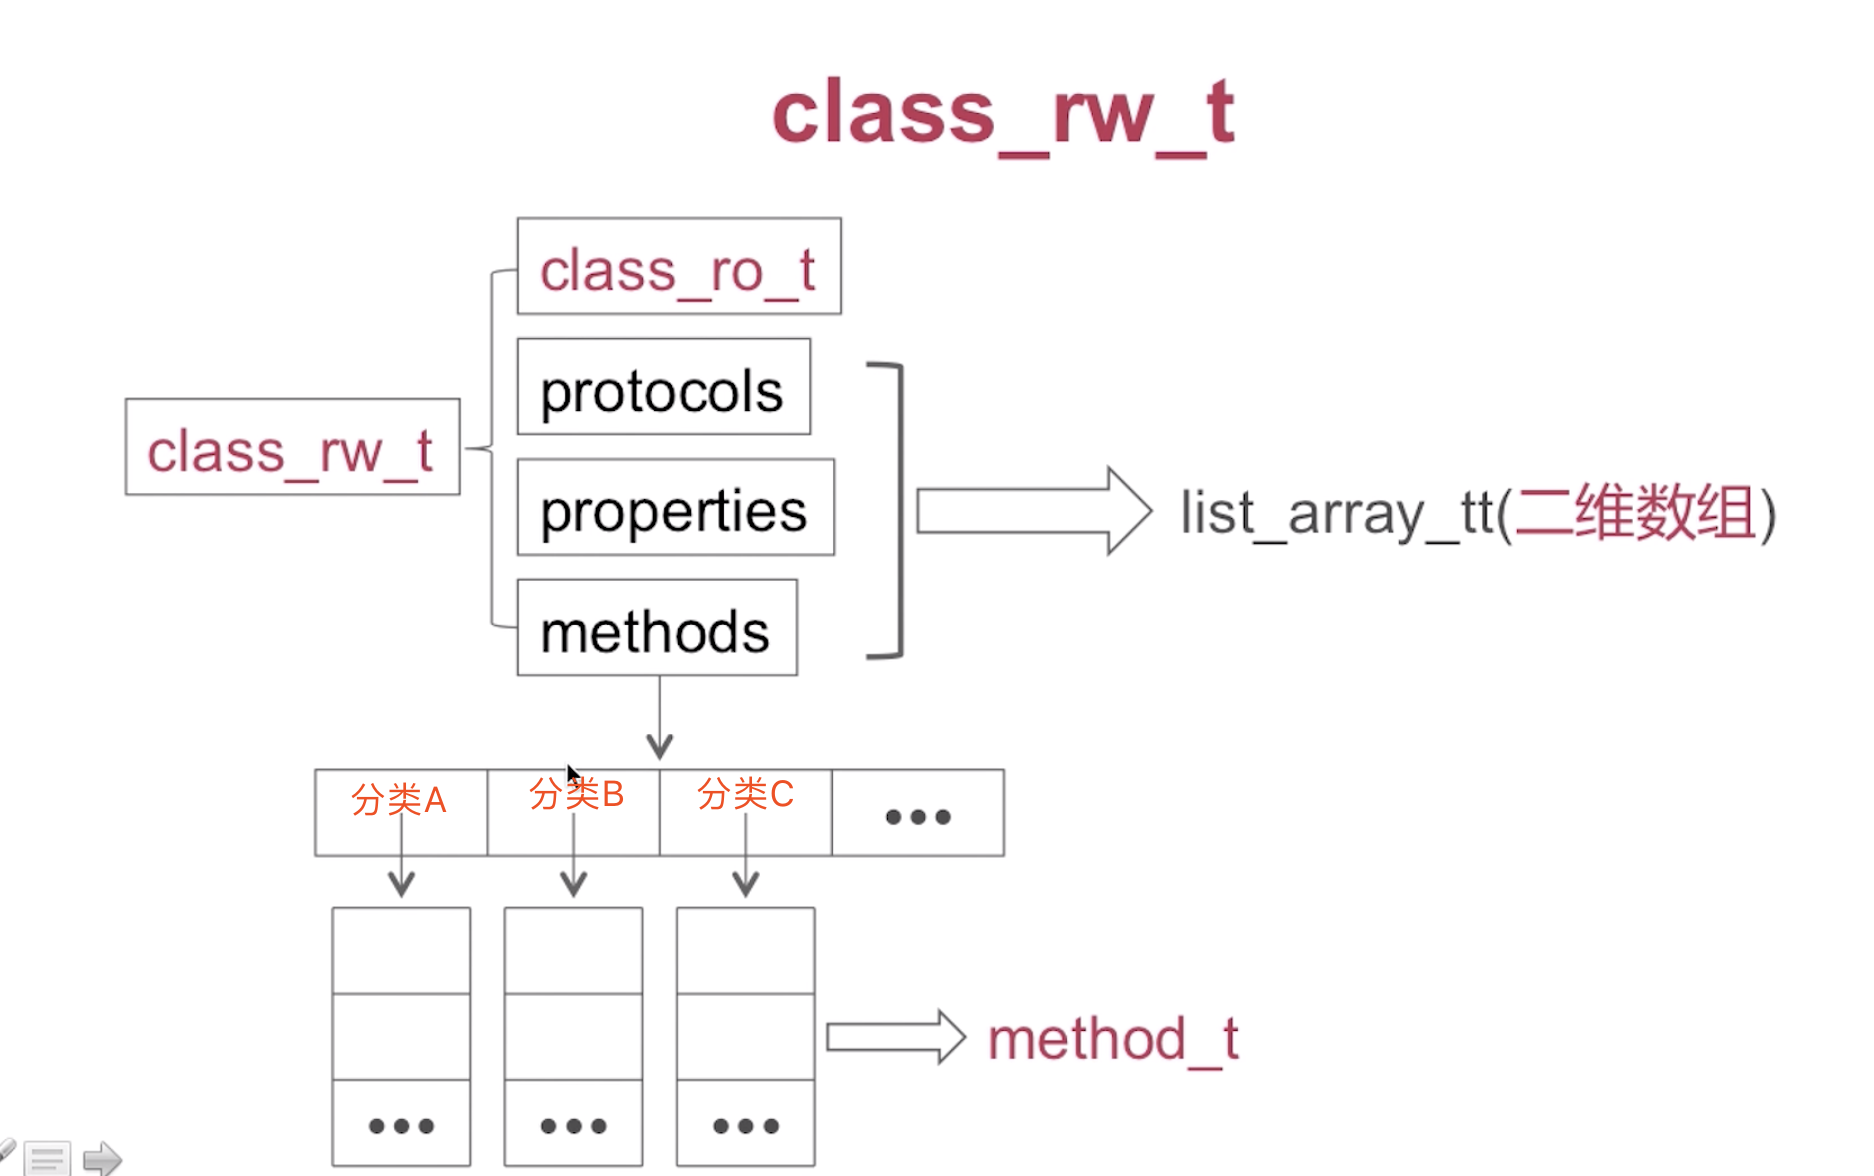 class_rw_t
class_ro_t
protocols
class_rw_t
properties
list_array_tt(二维数组)
methods
分类A
分类B
分类C
method_t